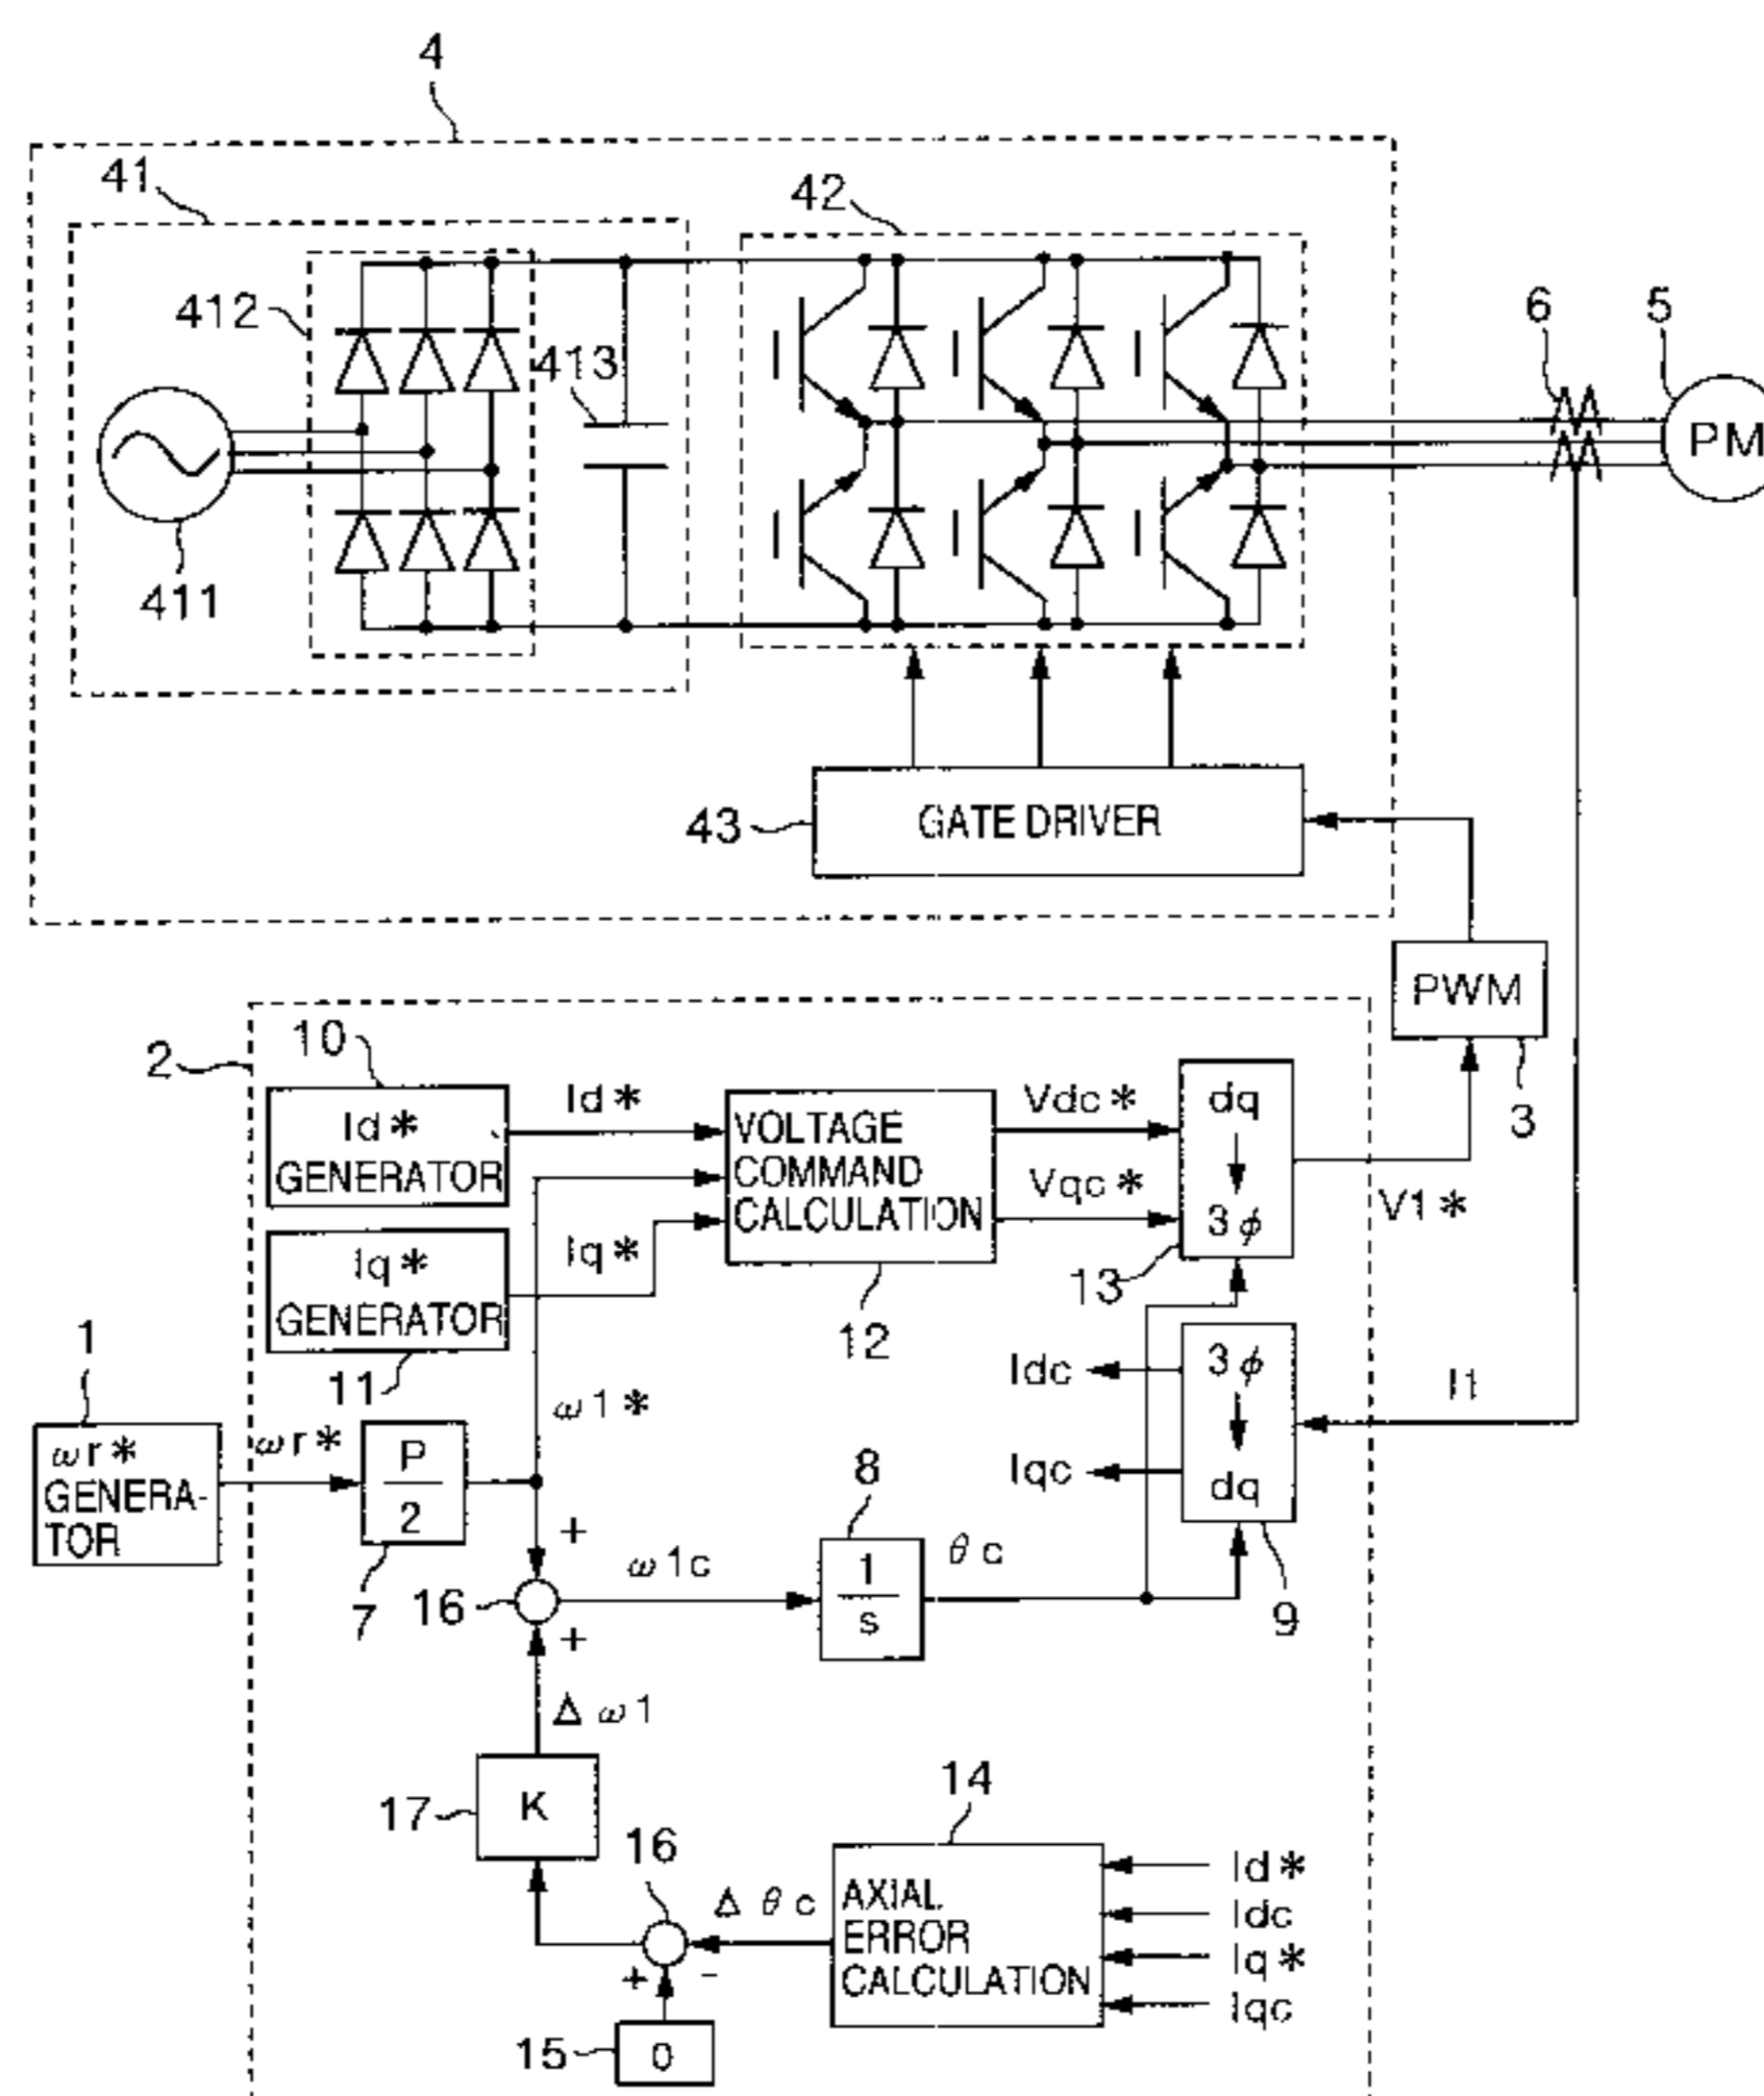 4
41
42
412
413
6
5
PM
411
43
GATE DRIVER
PWM
3
2
10
Id*
GENERATOR
Id*
VOLTAGE
COMMAND
CALCULATION
12
Vdc*
Vqc*
dq
3φ
13
V1*
Iq*
GENERATOR
11
Iq*
1
ωr*
GENERA-
TOR
ωr*
P
2
7
ω1*
+
16
+
ω1c
8
1
s
θc
Idc
Iqc
3φ
dq
9
I1
Δω1
17
K
16
Δθc
+
-
15
0
14
AXIAL
ERROR
CALCULATION
Id*
Idc
Iq*
Iqc